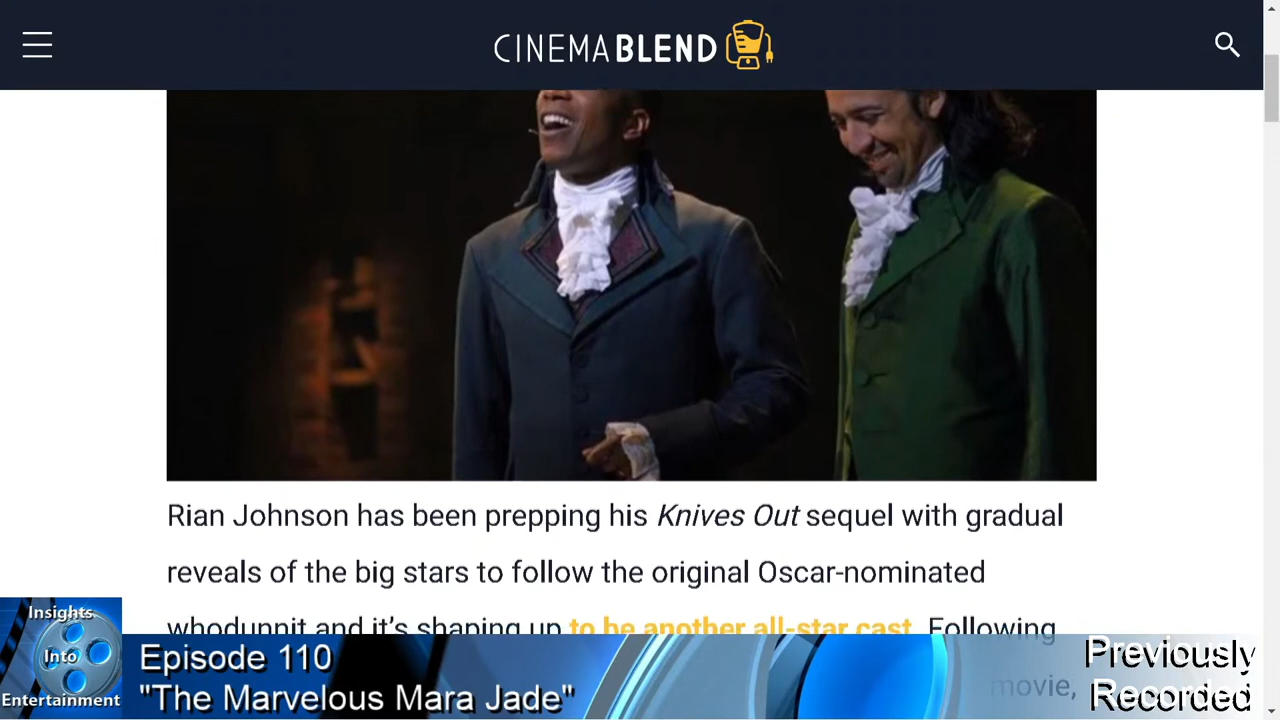 CINEMABLEND
Rian Johnson has been prepping his Knives Out sequel with gradual
reveals of the big stars to follow the original Oscar-nominated
whodunnit and it's shaping up to be another all-star cast. Following
movie,
Insights
Into
Entertainment
Episode 110
"The Marvelous Mara Jade"
Previously
Recorded